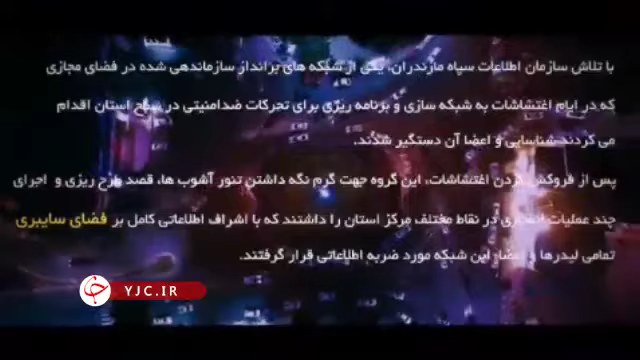 با تلاش سازمان اطلاعات سپاه مازندران، یکی از شبکه های برانداز سازماندهی شده در فضای مجازی
که در ایام اغتشاشات به شبکه سازی و برنامه ریزی برای تحرکات ضدامنیتی در سطح استان اقدام
می کردند شناسایی و اعضا آن دستگیر شدند.
پس از فروکش کردن اغتشاشات، این گروه جهت گرم نگه داشتن تنور آشوب ها، قصد طرح ریزی و اجرای
چند عملیات در نقاط مختلف مرکز استان را داشتند که با اشراف اطلاعاتی کامل بر فضای سایبری
تمامی لیدرها و اعضا این شبکه مورد ضربه اطلاعاتی قرار گرفتند.
YJC.IR